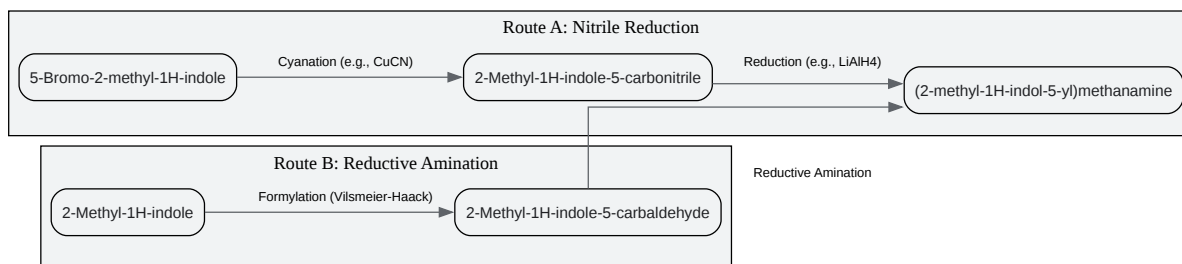 Route A: Nitrile Reduction
5-Bromo-2-methyl-1H-indole
Cyanation (e.g., CuCN)
2-Methyl-1H-indole-5-carbonitrile
Reduction (e.g., LiAlH4)
(2-methyl-1H-indol-5-yl)methanamine
Route B: Reductive Amination
2-Methyl-1H-indole
Formylation (Vilsmeier-Haack)
2-Methyl-1H-indole-5-carbaldehyde
Reductive Amination